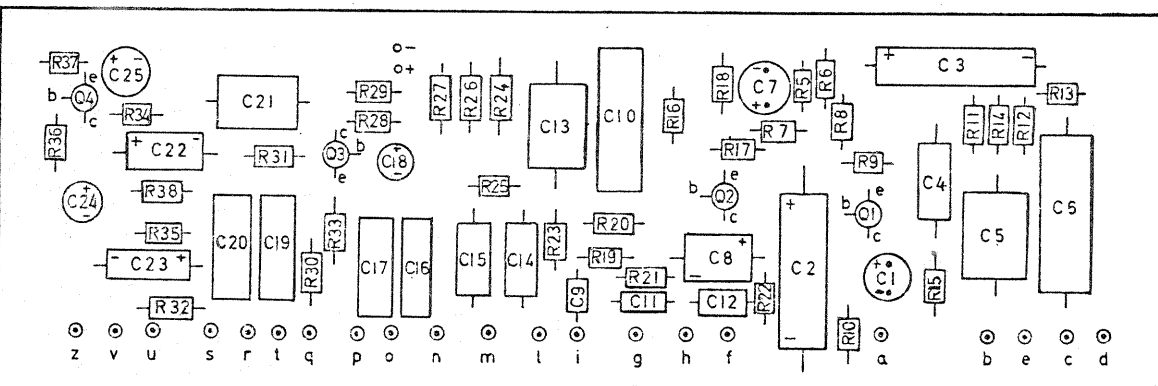 R37
C25
C21
R29
R28
R27
R26
R24
C13
C10
R16
R18
C7
R5
R6
R8
C3
R13
R11
R14
R12
e
Q4
b
c
R34
R36
C22
R31
c
Q3
b
e
C18
R17
R7
R9
C4
C24
R38
R35
C23
R32
C20
C19
R30
R33
C17
C16
R25
C15
C14
R23
R20
R19
R21
C9
C11
e
b
Q2
c
C8
C12
R22
C2
e
b
Q1
c
C1
R15
R10
C5
C6
z v u s r t q p o n m l i g h f a b e c d